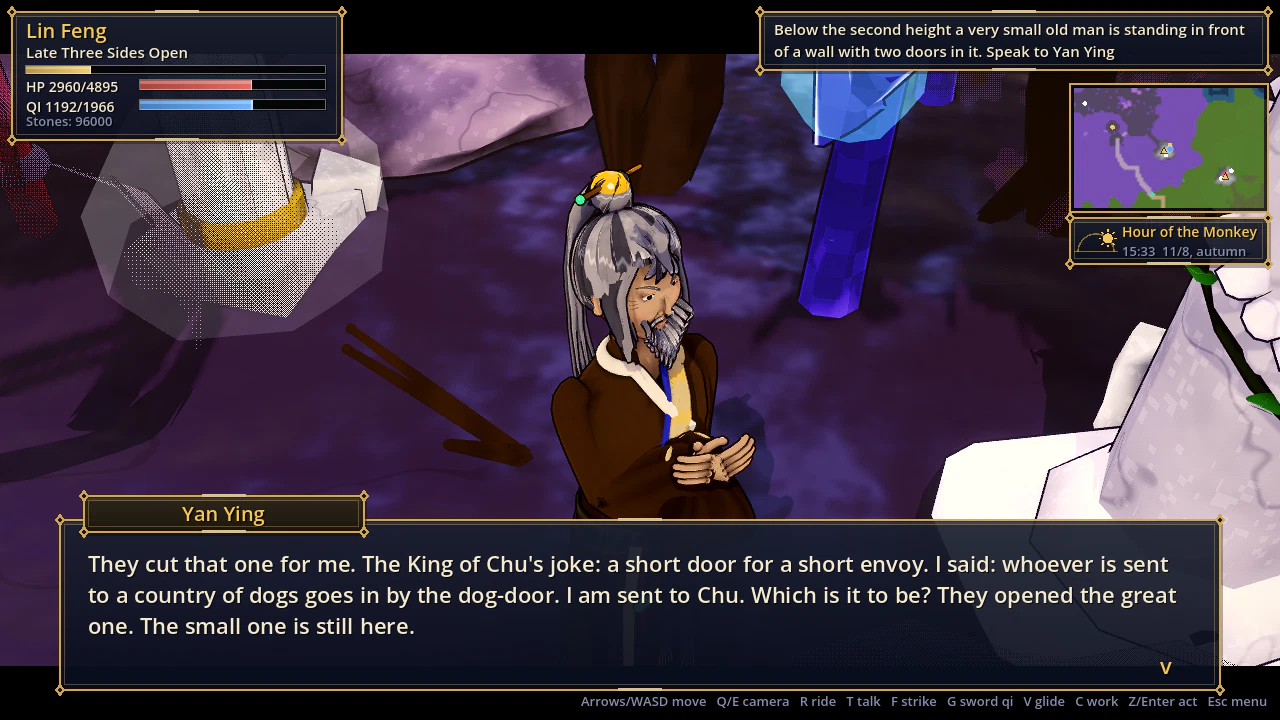 Lin Feng
Late Three Sides Open
HP 2960/4895
QI 1192/1966
Stones: 96000
Below the second height a very small old man is standing in front
of a wall with two doors in it. Speak to Yan Ying
Hour of the Monkey
15:33 11/8, autumn
Yan Ying
They cut that one for me. The King of Chu's joke: a short door for a short envoy. I said: whoever is sent
to a country of dogs goes in by the dog-door. I am sent to Chu. Which is it to be? They opened the great
one. The small one is still here.
V
Arrows/WASD move Q/E camera R ride T talk F strike G sword qi V glide C work Z/Enter act Esc menu